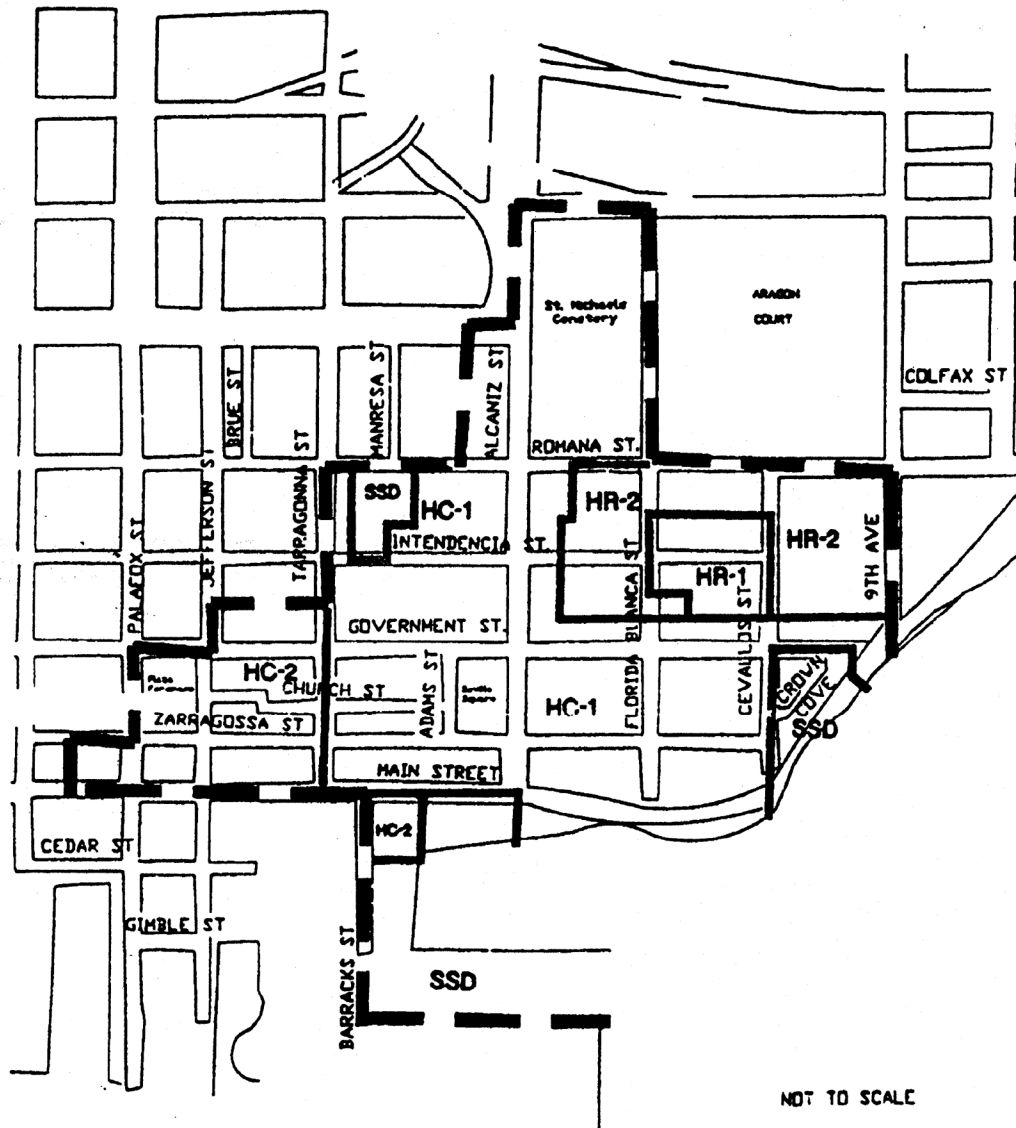 St. Michaels
Cemetery
ARAGON
COURT
COLFAX ST
BRUE ST
MANRESA ST
ALCANIZ ST
ROMANA ST.
PALAFOX ST
JEFFERSON ST
TARRAGONNA ST
SSD
HC-1
HR-2
INTENDENCIA ST.
HR-2
HR-1
9TH AVE
GOVERNMENT ST.
FLORIDA BLANCA ST
CEVALLOS ST
HC-2
CHURCH ST
ADAMS ST
Seville
Square
HC-1
CROWN
COVE
SSD
Plaza
ZARRAGOSSA ST
MAIN STREET
HC-2
CEDAR ST
GIMBLE ST
BARRACKS ST
SSD
NOT TO SCALE